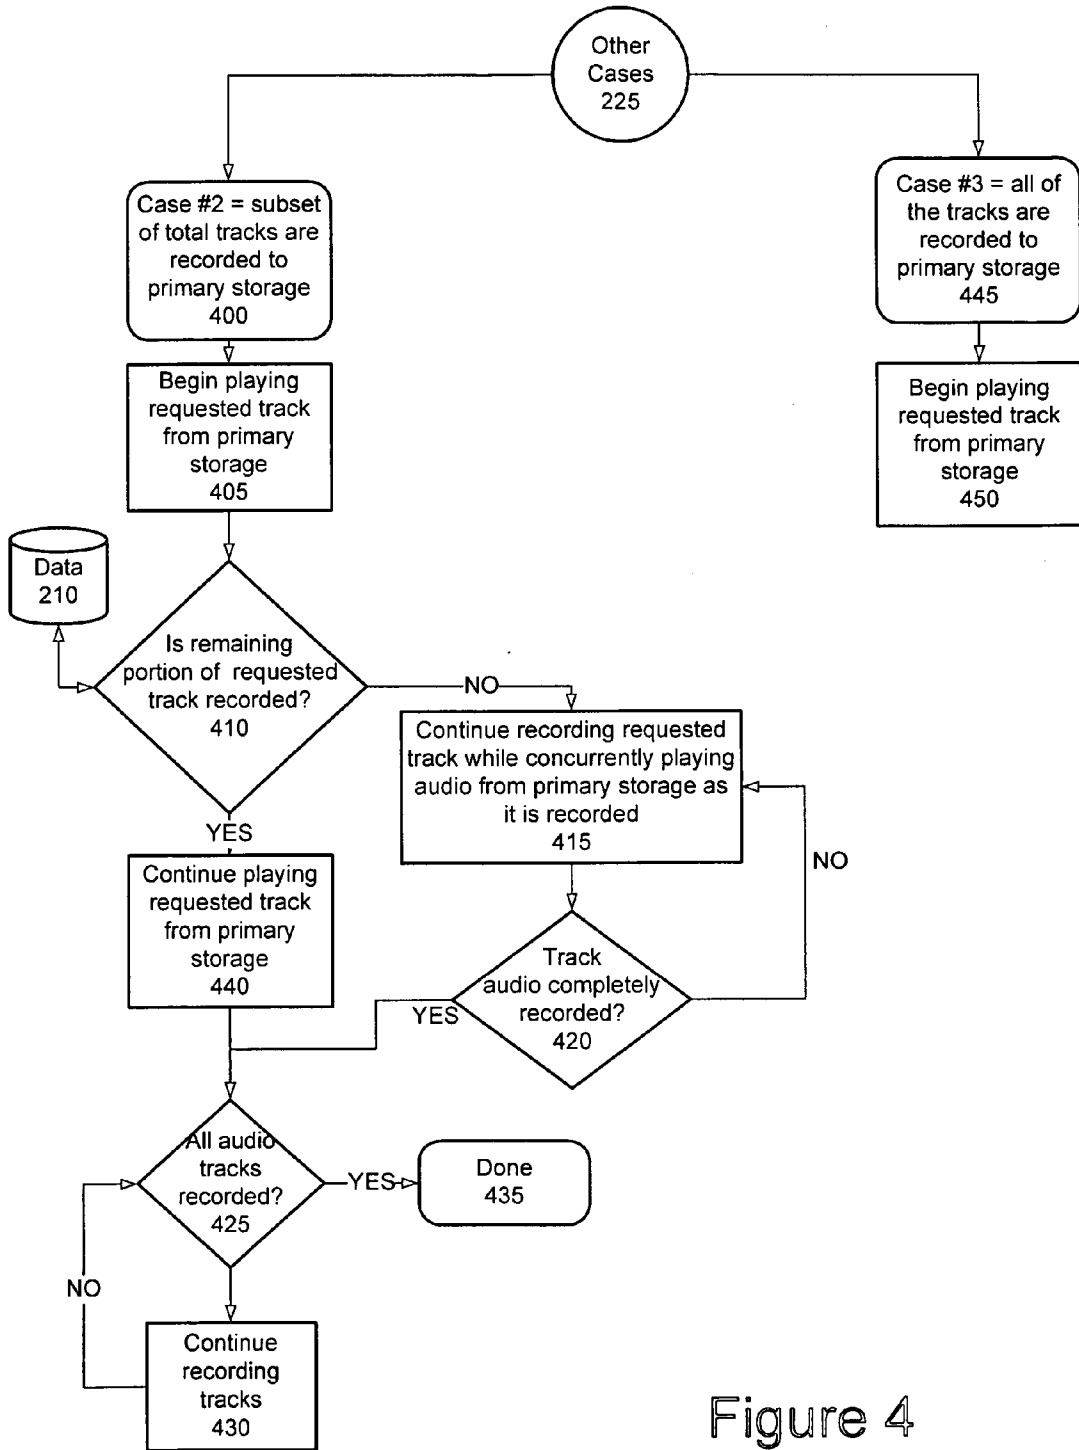 Other
Cases
225
Case #2 = subset
of total tracks are
recorded to
primary storage
400
Case #3 = all of
the tracks are
recorded to
primary storage
445
Begin playing
requested track
from primary
storage
405
Begin playing
requested track
from primary
storage
450
Data
210
Is remaining
portion of requested
track recorded?
410
NO
Continue recording requested
track while concurrently playing
audio from primary storage as
it is recorded
415
YES
NO
Continue playing
requested track
from primary
storage
440
Track
audio completely
recorded?
420
YES
All audio
tracks
recorded?
425
YES
Done
435
NO
Continue
recording
tracks
430
Figure 4